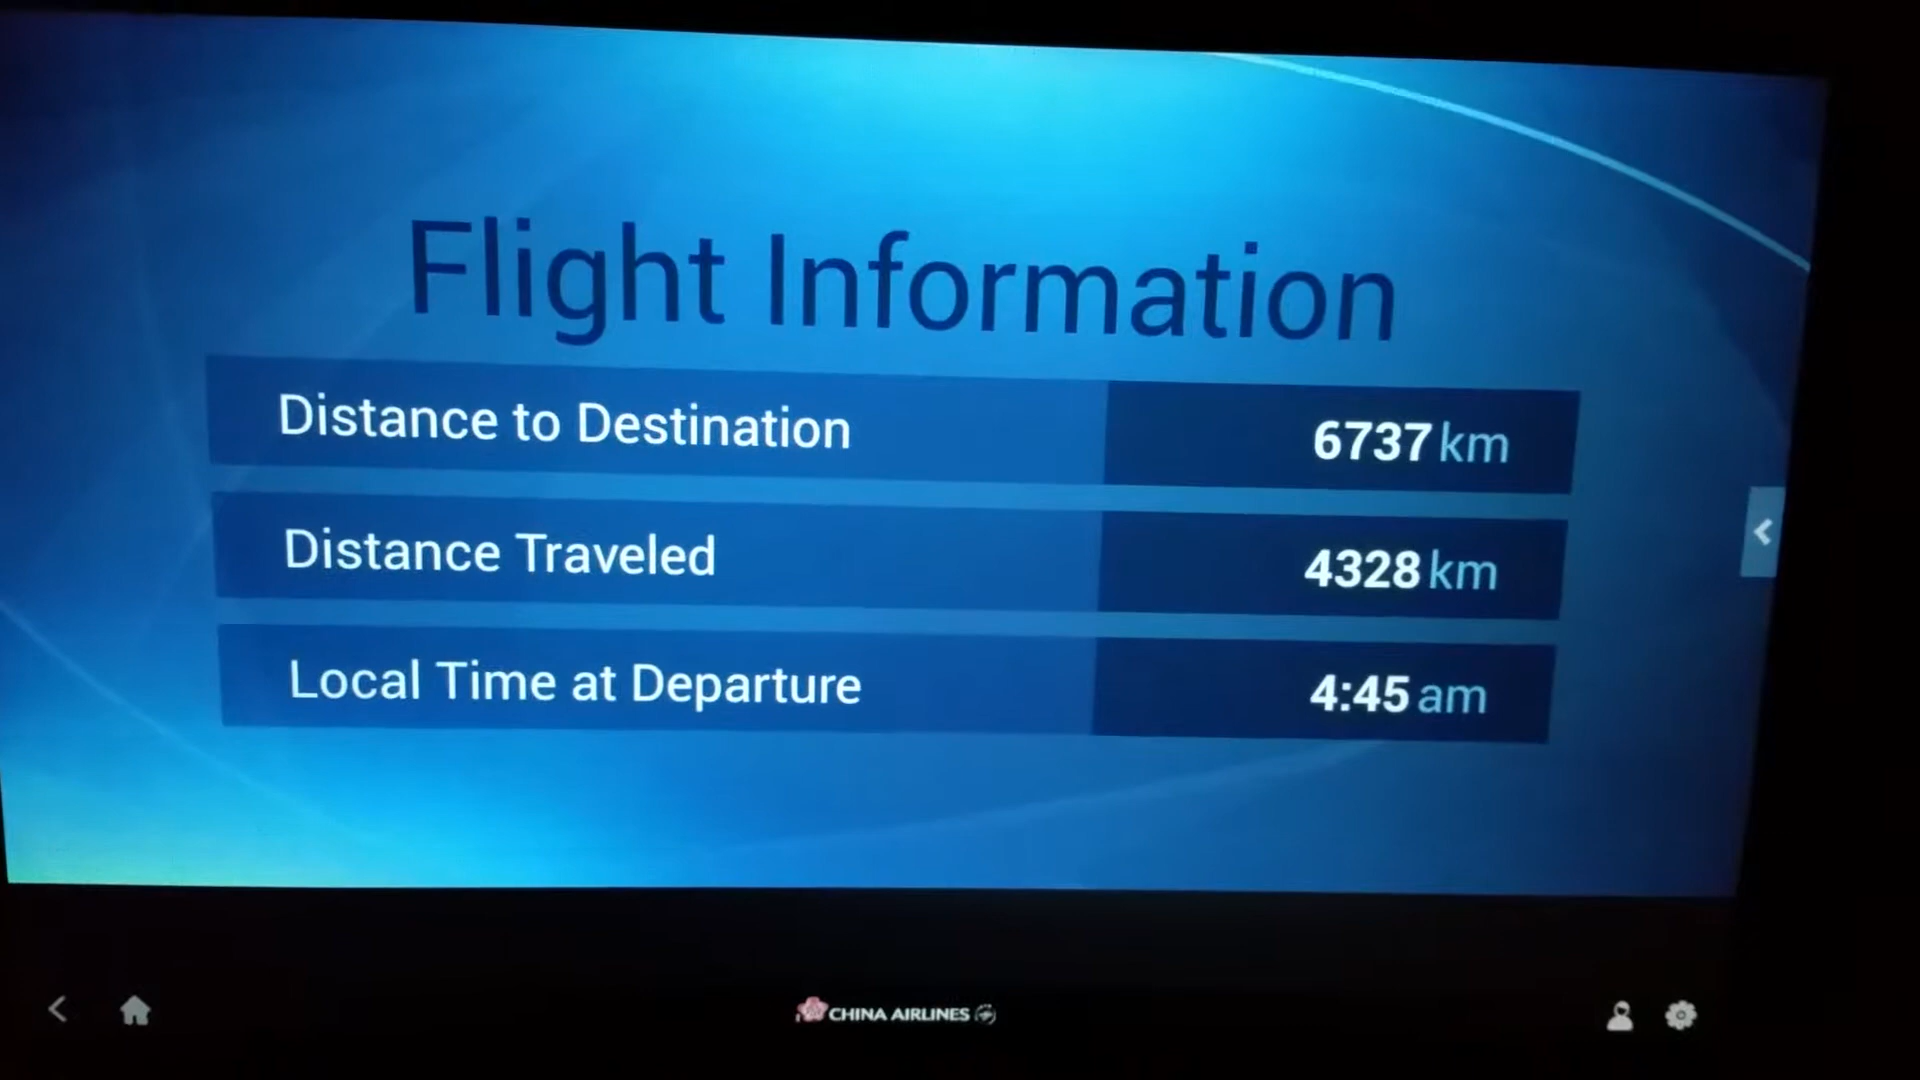 Flight Information
Distance to Destination 6737 km
Distance Traveled 4328 km
Local Time at Departure 4:45 am
CHINA AIRLINES